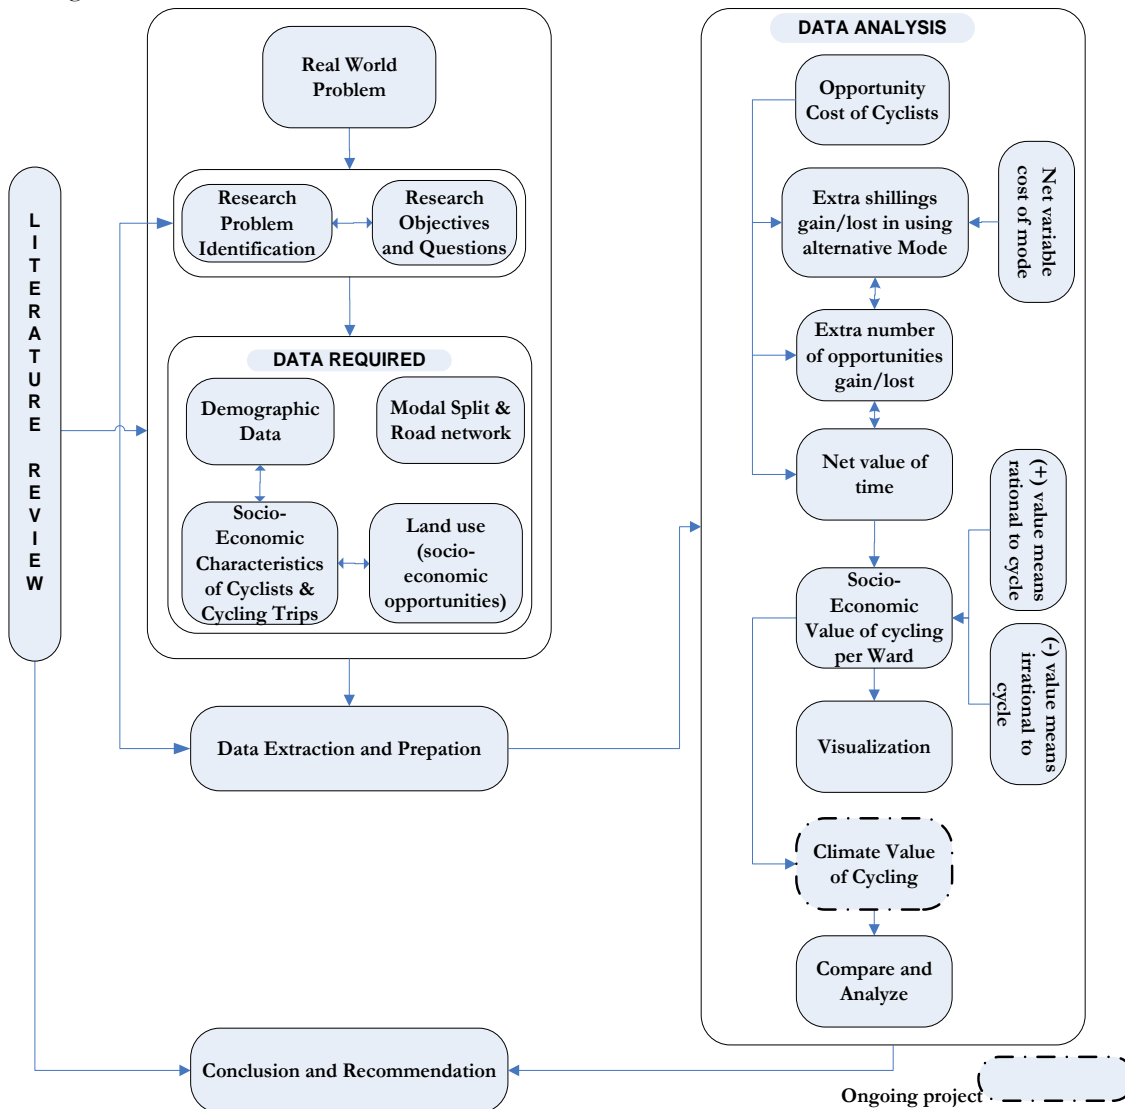 Real World
Problem
Research
Problem
Identification
Research
Objectives
and Questions
DATA REQUIRED
Demographic
Data
Modal Split &
Road network
Socio-
Economic
Characteristics
of Cyclists &
Cycling Trips
Land use
(socio-
economic
opportunities)
LITERATURE REVIEW
Data Extraction and Prepation
Conclusion and Recommendation
DATA ANALYSIS
Opportunity
Cost of Cyclists
Extra shillings
gain/lost in using
alternative Mode
Net variable
cost of mode
Extra number
of opportunities
gain/lost
Net value of
time
(+) value means
rational to cycle
Socio-
Economic
Value of cycling
per Ward
(-) value means
irrational to
cycle
Visualization
Climate Value
of Cycling
Compare and
Analyze
Ongoing project